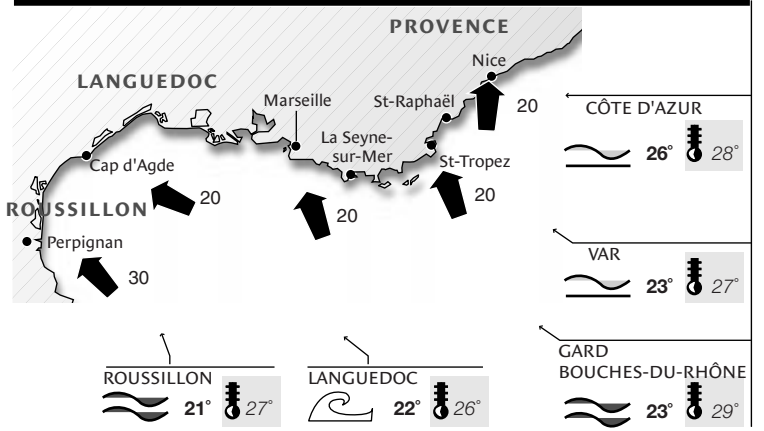 PROVENCE
Nice
LANGUEDOC
Marseille
St-Raphaël
20
CÔTE D'AZUR
26° 28°
La Seyne-
sur-Mer
Cap d'Agde
St-Tropez
20
20
20
ROUSSILLON
Perpignan
30
VAR
23° 27°
ROUSSILLON
21° 27°
LANGUEDOC
22° 26°
GARD
BOUCHES-DU-RHÔNE
23° 29°